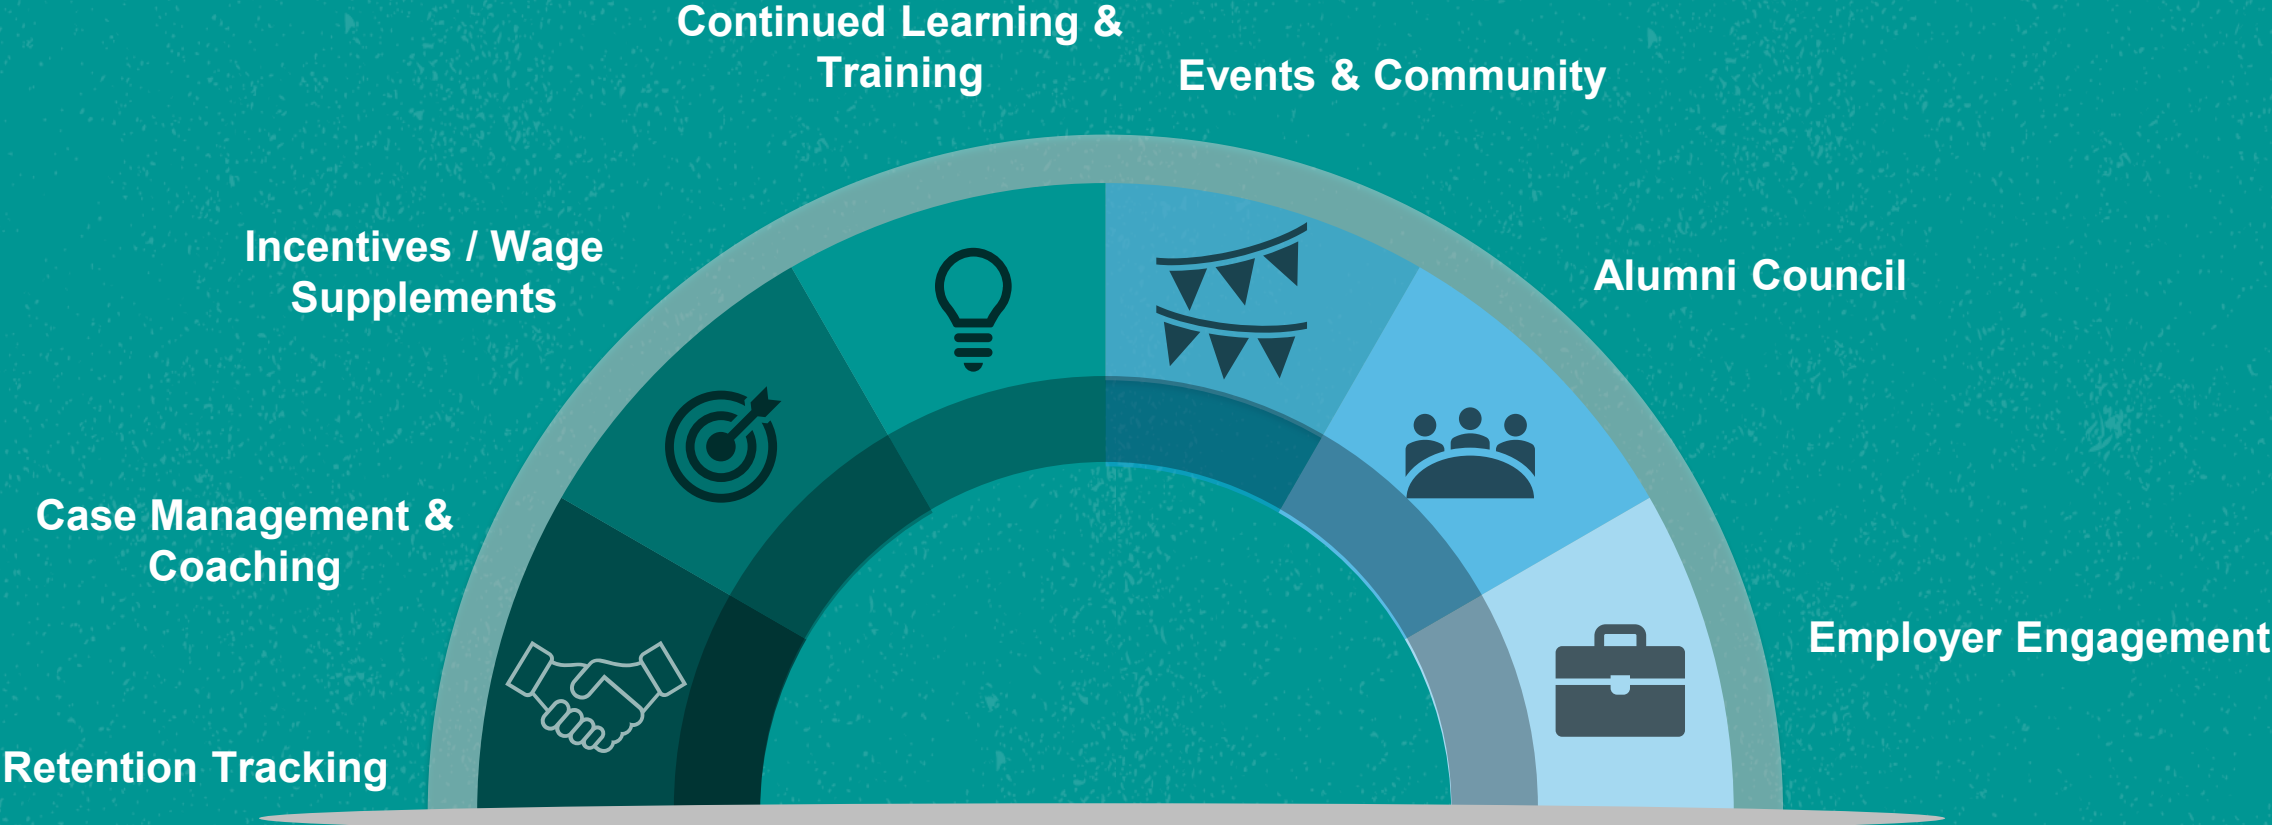 Continued Learning &
Training
Events & Community
Incentives / Wage
Supplements
Alumni Council
Case Management &
Coaching
Employer Engagement
Retention Tracking